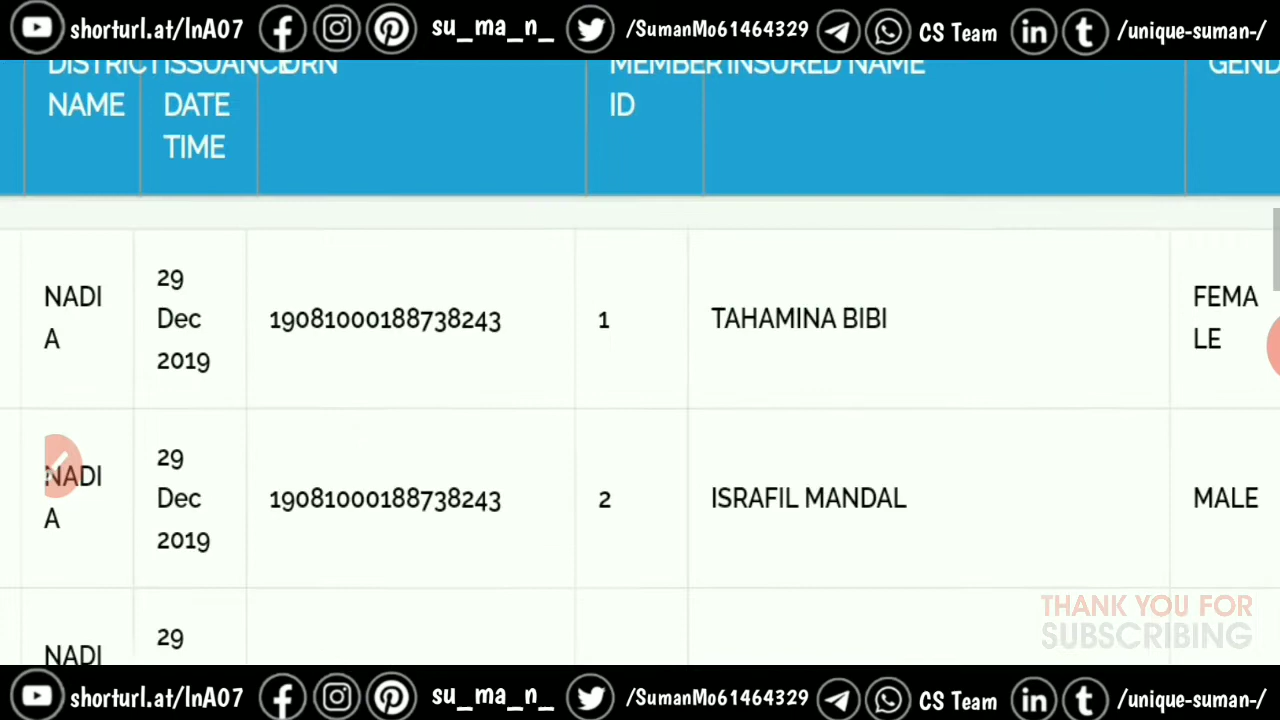 shorturl.at/lnA07 su_ma_n_ /SumanMo61464329 CS Team /unique-suman-/
DISTRICT ISSUANCE URN MEMBER INSURED NAME GEND
NAME DATE ID
TIME
NADI 29 Dec 2019 19081000188738243 1 TAHAMINA BIBI FEMA
A LE
NADI 29 Dec 2019 19081000188738243 2 ISRAFIL MANDAL MALE
A
NADI 29
THANK YOU FOR
SUBSCRIBING
shorturl.at/lnA07 su_ma_n_ /SumanMo61464329 CS Team /unique-suman-/